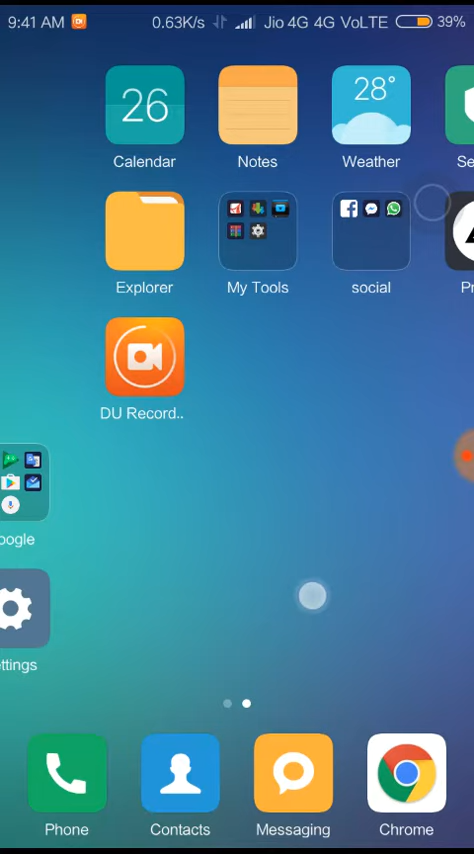 9:41 AM 0.63K/s Jio 4G 4G VoLTE 39%
26
28°
Calendar Notes Weather Se
Explorer My Tools social Pr
DU Record..
oogle
ttings
Phone Contacts Messaging Chrome